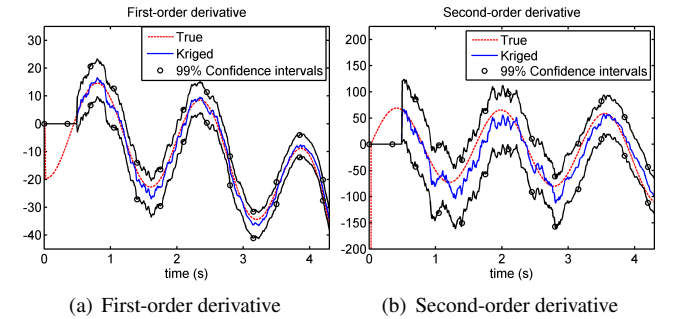 First-order derivative
30
20
10
0
-10
-20
-30
-40
0
1
2
3
4
time (s)
True
Kriged
99% Confidence intervals
(a) First-order derivative
Second-order derivative
200
150
100
50
0
-50
-100
-150
-200
0
1
2
3
4
time (s)
True
Kriged
99% Confidence intervals
(b) Second-order derivative